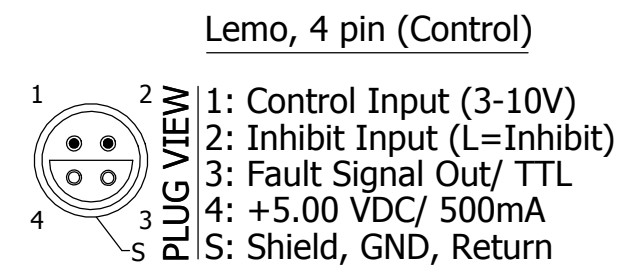 Lemo, 4 pin (Control)
1 2
4 3
S
PLUG VIEW
1: Control Input (3-10V)
2: Inhibit Input (L=Inhibit)
3: Fault Signal Out/ TTL
4: +5.00 VDC/ 500mA
S: Shield, GND, Return